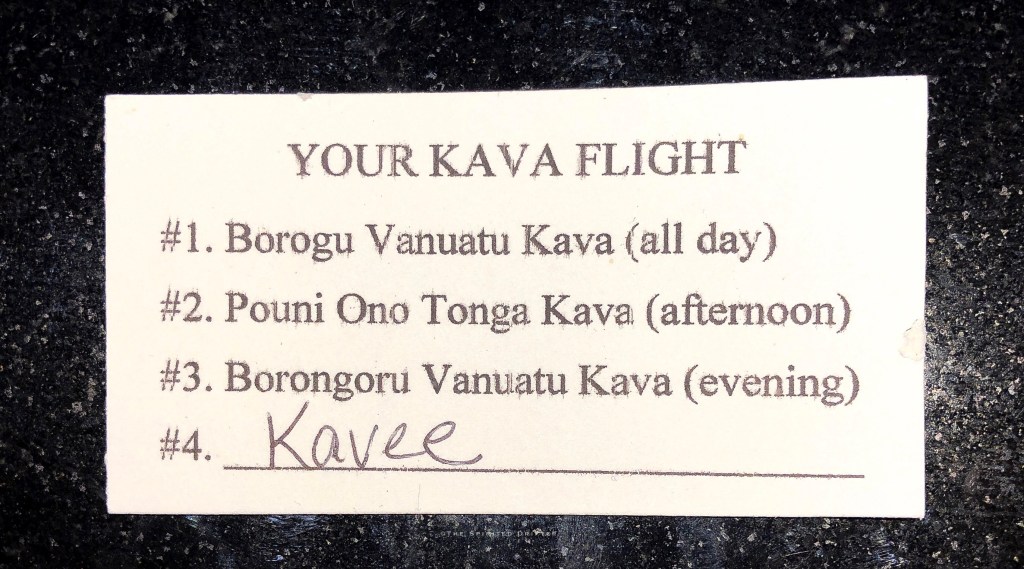 YOUR KAVA FLIGHT
#1. Borogu Vanuatu Kava (all day)
#2. Pouni Ono Tonga Kava (afternoon)
#3. Borongoru Vanuatu Kava (evening)
#4. Kavee